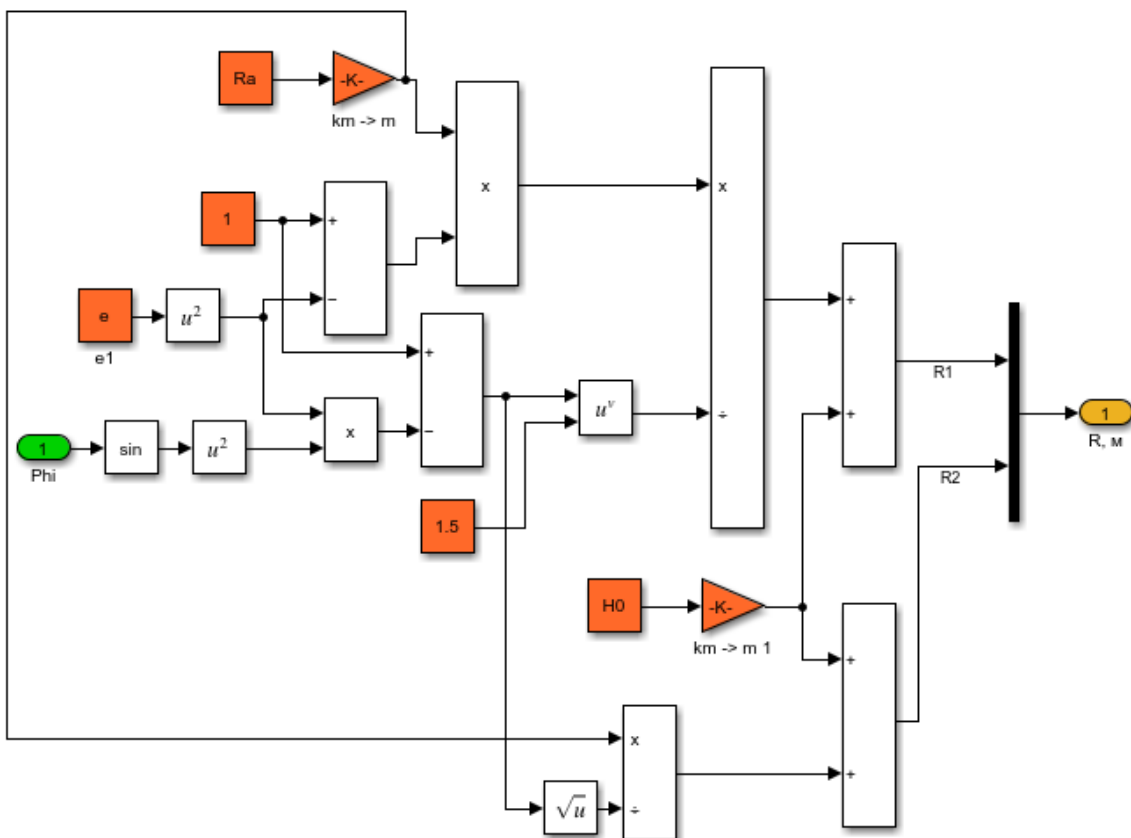 Ra
-K-
km -> m
x
x
1
+
−
e
u²
e1
+
−
uᵛ
÷
+
+
R1
1
R, м
R2
1
Phi
sin
u²
x
1.5
H0
-K-
km -> m 1
+
+
x
÷
√u